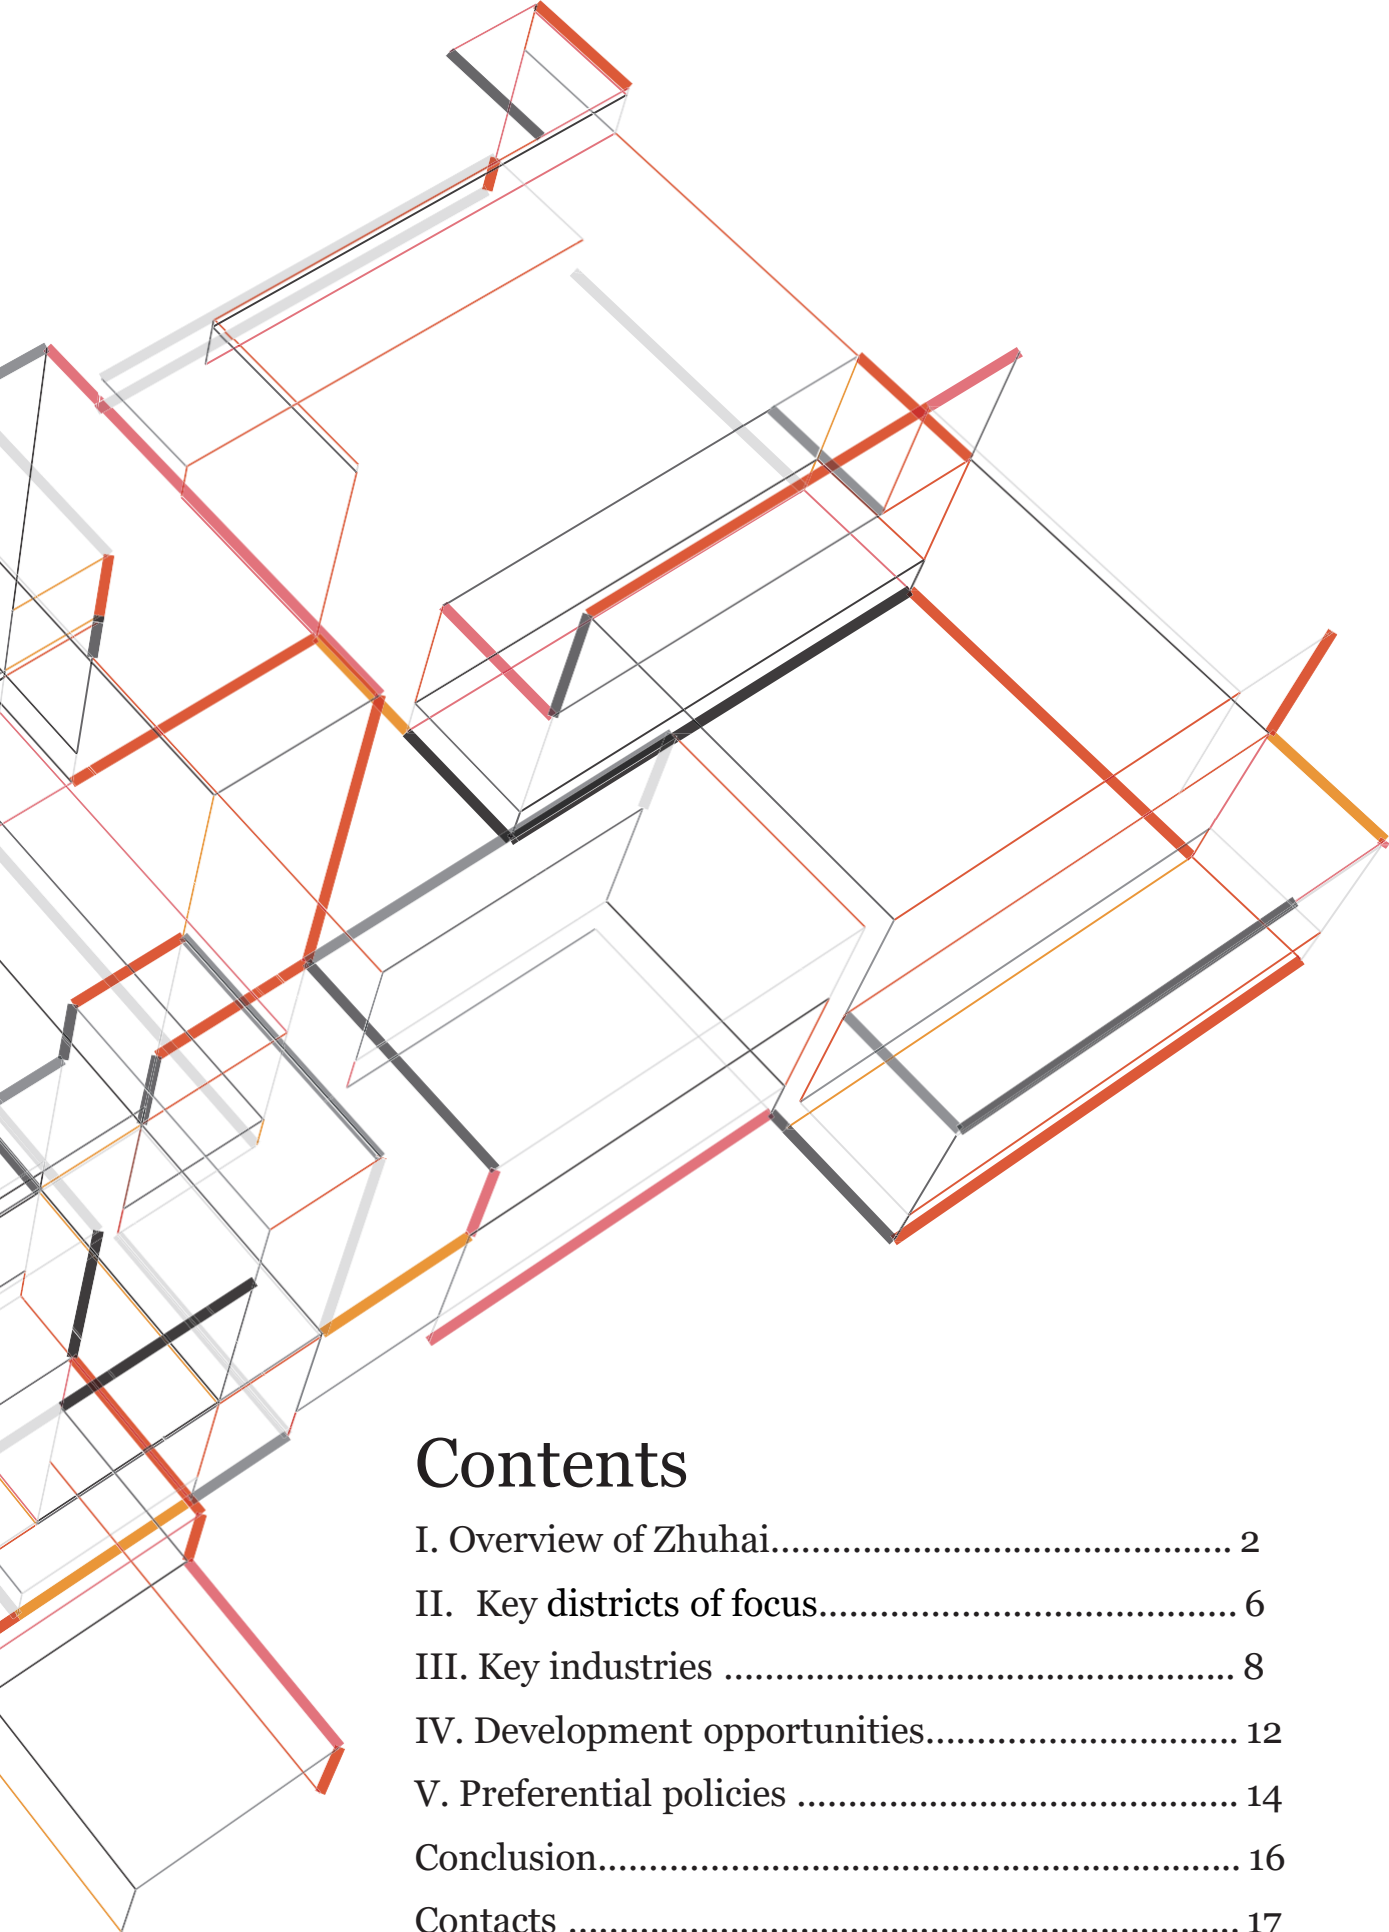 Contents
I. Overview of Zhuhai............................................. 2
II. Key districts of focus......................................... 6
III. Key industries .................................................. 8
IV. Development opportunities............................... 12
V. Preferential policies ........................................... 14
Conclusion............................................................... 16
Contacts .................................................................. 17